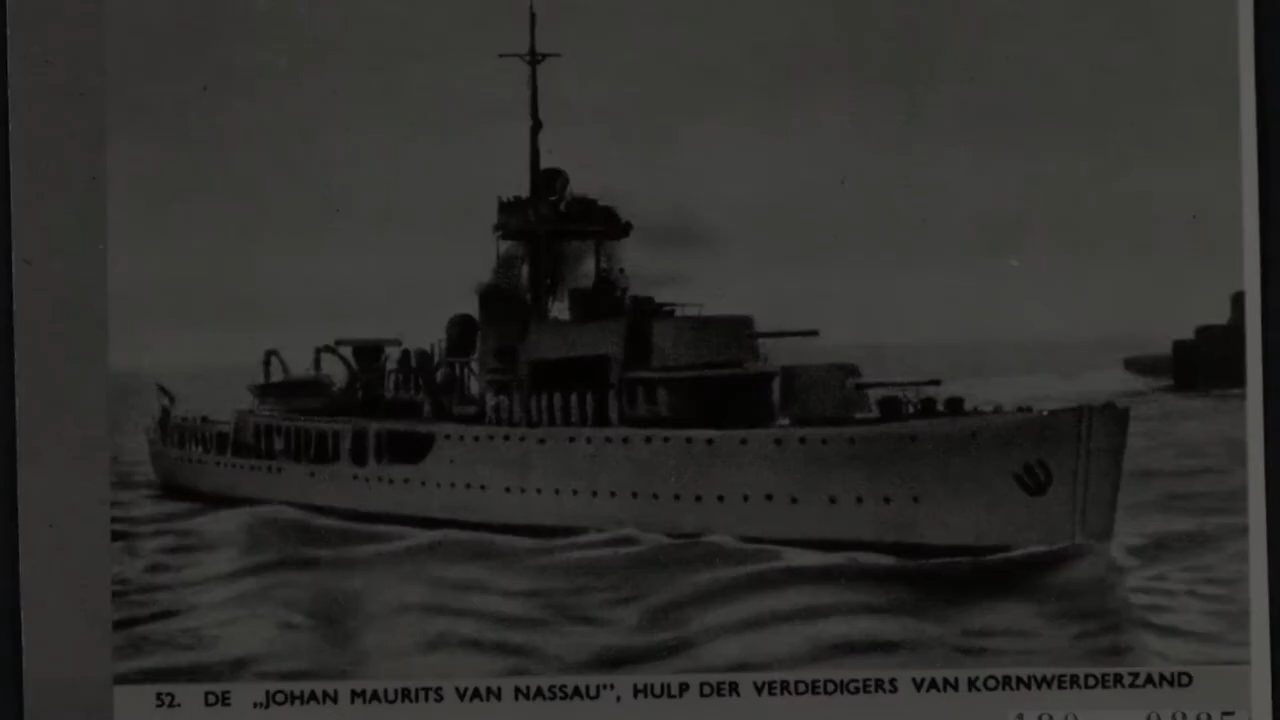 52. DE „JOHAN MAURITS VAN NASSAU", HULP DER VERDEDIGERS VAN KORNWERDERZAND